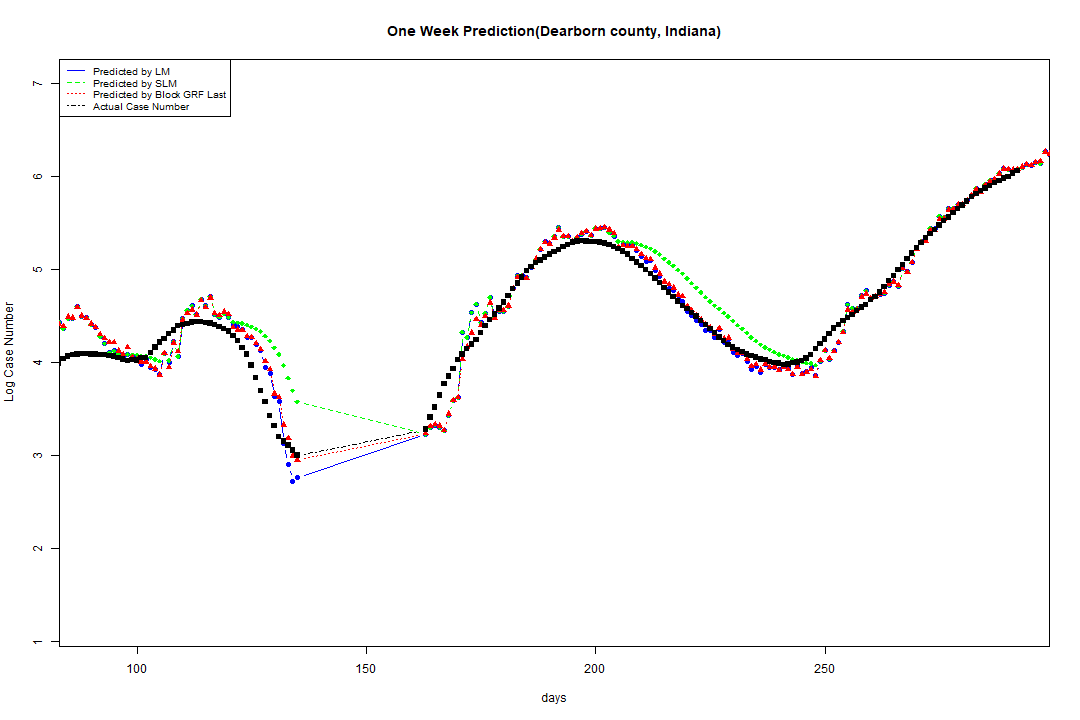 One Week Prediction(Dearborn county, Indiana)
Predicted by LM
Predicted by SLM
Predicted by Block GRF Last
Actual Case Number
7
6
5
4
3
2
1
Log Case Number
100 150 200 250
days